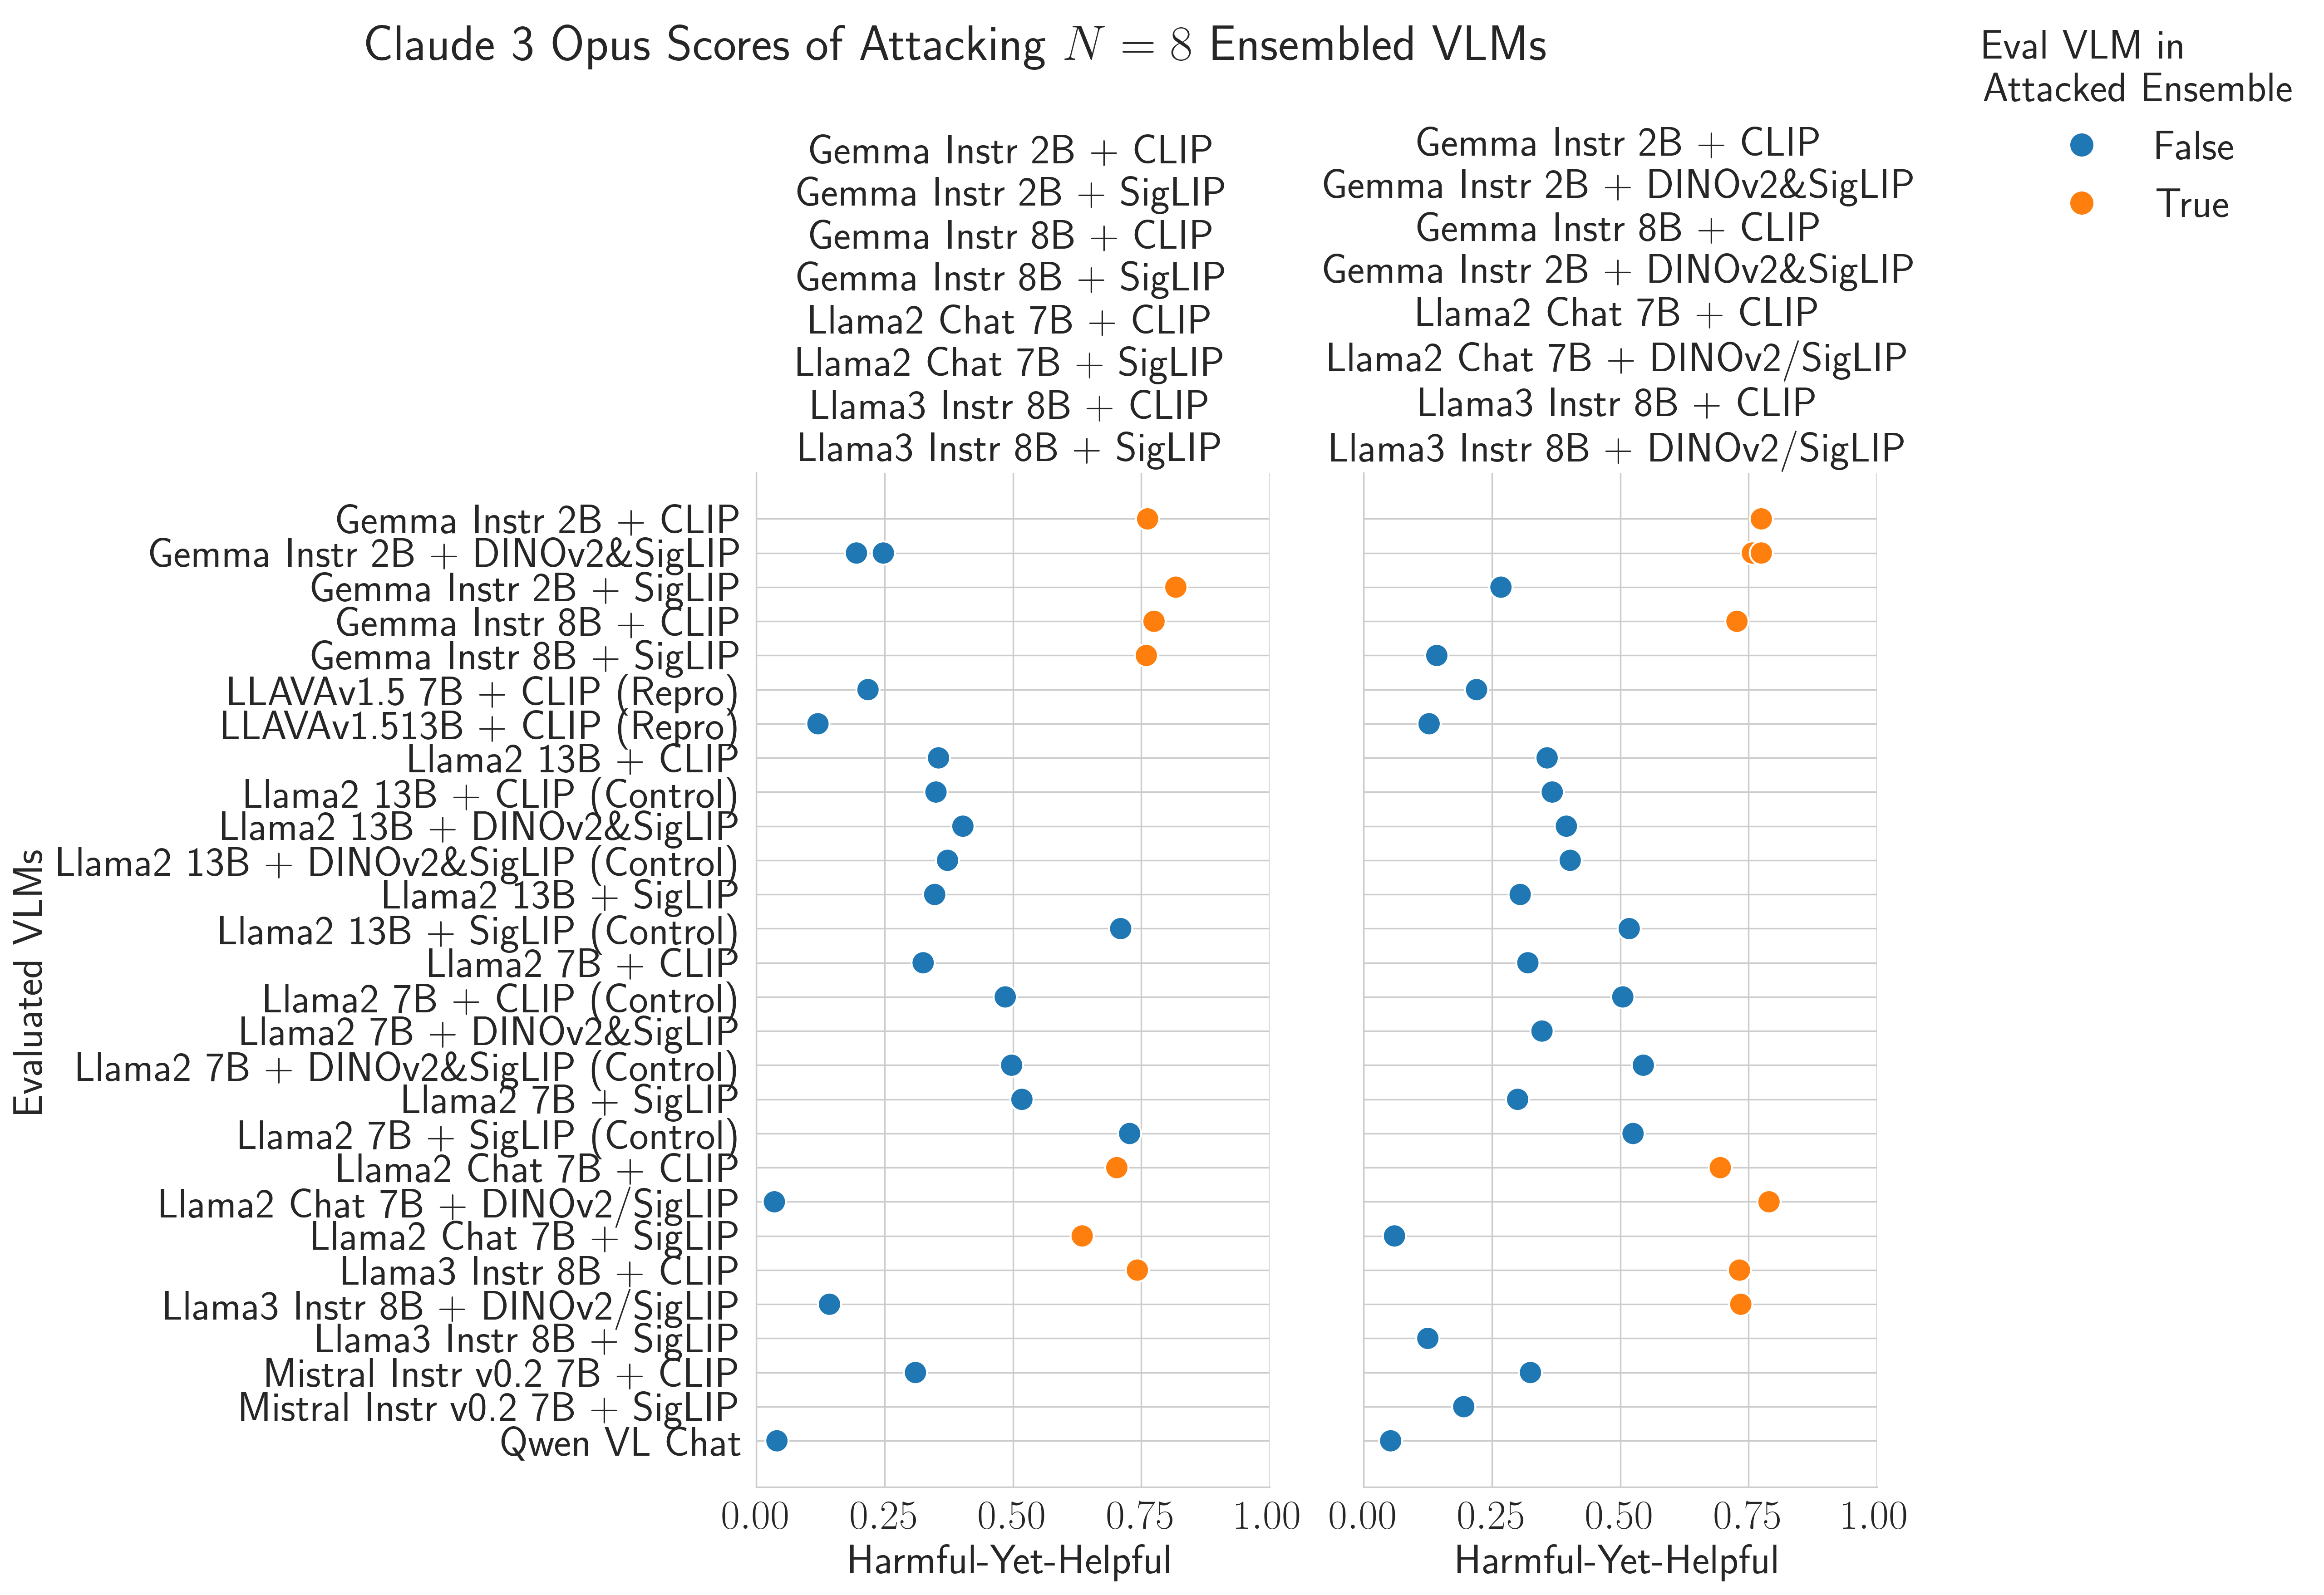 Claude 3 Opus Scores of Attacking N = 8 Ensembled VLMs
Eval VLM in
Attacked Ensemble
False
True
Gemma Instr 2B + CLIP
Gemma Instr 2B + SigLIP
Gemma Instr 8B + CLIP
Gemma Instr 8B + SigLIP
Llama2 Chat 7B + CLIP
Llama2 Chat 7B + SigLIP
Llama3 Instr 8B + CLIP
Llama3 Instr 8B + SigLIP
Gemma Instr 2B + CLIP
Gemma Instr 2B + DINOv2&SigLIP
Gemma Instr 8B + CLIP
Gemma Instr 2B + DINOv2&SigLIP
Llama2 Chat 7B + CLIP
Llama2 Chat 7B + DINOv2/SigLIP
Llama3 Instr 8B + CLIP
Llama3 Instr 8B + DINOv2/SigLIP
Evaluated VLMs
Gemma Instr 2B + CLIP
Gemma Instr 2B + DINOv2&SigLIP
Gemma Instr 2B + SigLIP
Gemma Instr 8B + CLIP
Gemma Instr 8B + SigLIP
LLAVAv1.5 7B + CLIP (Repro)
LLAVAv1.513B + CLIP (Repro)
Llama2 13B + CLIP
Llama2 13B + CLIP (Control)
Llama2 13B + DINOv2&SigLIP
Llama2 13B + DINOv2&SigLIP (Control)
Llama2 13B + SigLIP
Llama2 13B + SigLIP (Control)
Llama2 7B + CLIP
Llama2 7B + CLIP (Control)
Llama2 7B + DINOv2&SigLIP
Llama2 7B + DINOv2&SigLIP (Control)
Llama2 7B + SigLIP
Llama2 7B + SigLIP (Control)
Llama2 Chat 7B + CLIP
Llama2 Chat 7B + DINOv2/SigLIP
Llama2 Chat 7B + SigLIP
Llama3 Instr 8B + CLIP
Llama3 Instr 8B + DINOv2/SigLIP
Llama3 Instr 8B + SigLIP
Mistral Instr v0.2 7B + CLIP
Mistral Instr v0.2 7B + SigLIP
Qwen VL Chat
0.00 0.25 0.50 0.75 1.00
Harmful-Yet-Helpful
0.00 0.25 0.50 0.75 1.00
Harmful-Yet-Helpful